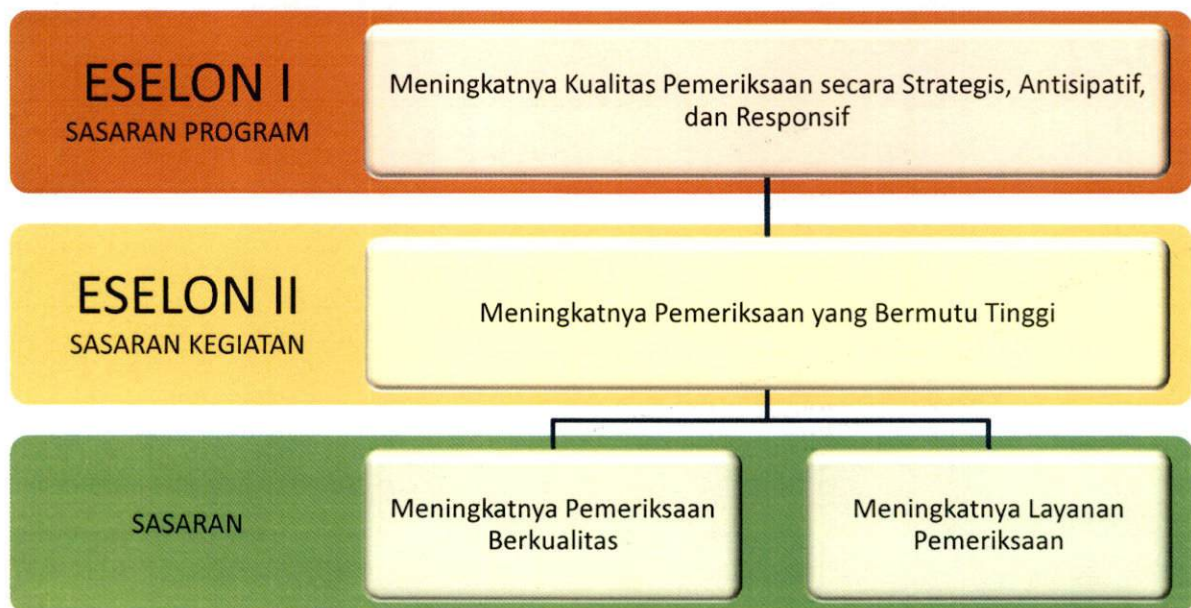 ESELON I
SASARAN PROGRAM
Meningkatnya Kualitas Pemeriksaan secara Strategis, Antisipatif,
dan Responsif
ESELON II
SASARAN KEGIATAN
Meningkatnya Pemeriksaan yang Bermutu Tinggi
SASARAN
Meningkatnya Pemeriksaan
Berkualitas
Meningkatnya Layanan
Pemeriksaan